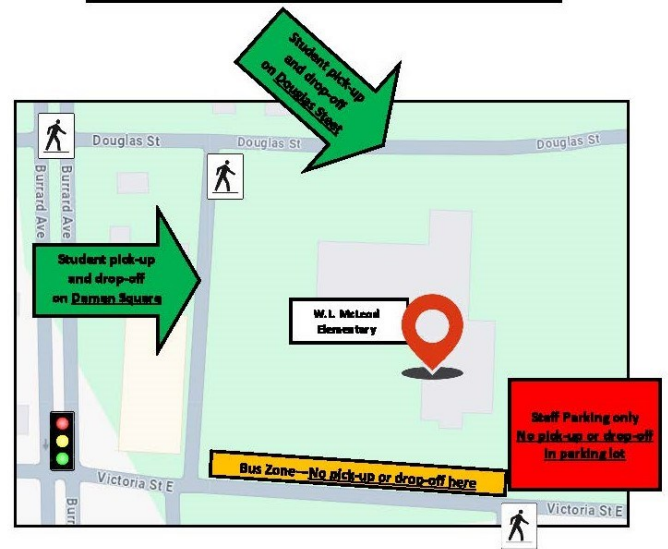 Student pick-up
and drop-off
on Douglas Steet
Douglas St
Douglas St
Douglas St
Burrard Ave
Burrard Ave
Student pick-up
and drop-off
on Daman Square
W.L. McLeod
Elementary
Staff Parking only
No pick-up or drop-off
in parking lot
Bus Zone—No pick-up or drop-off here
Victoria St E
Victoria St E
Burr